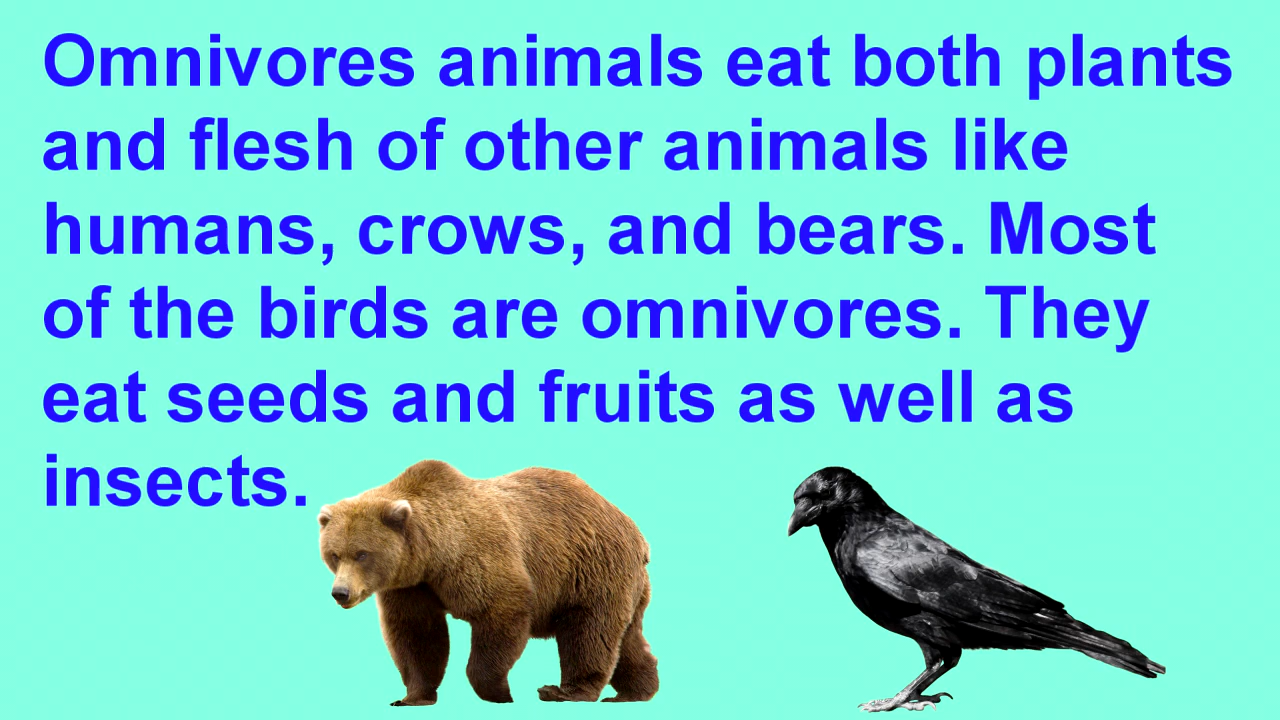 Omnivores animals eat both plants
and flesh of other animals like
humans, crows, and bears. Most
of the birds are omnivores. They
eat seeds and fruits as well as
insects.